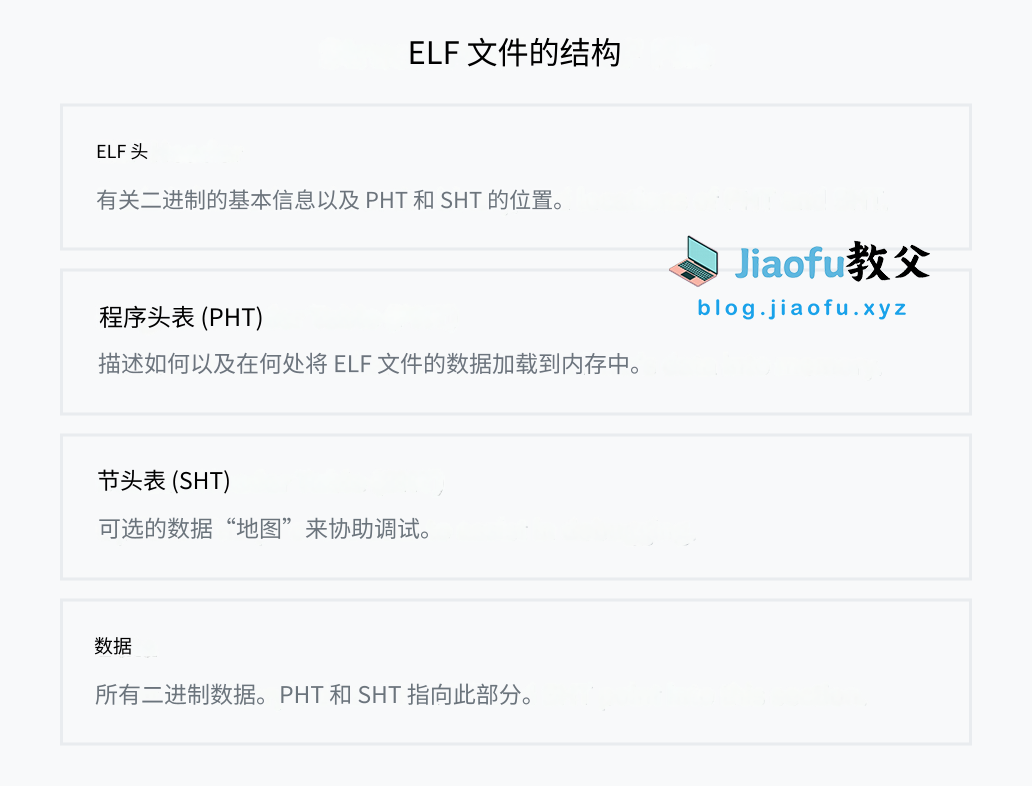 ELF 文件的结构
ELF 头
有关二进制的基本信息以及 PHT 和 SHT 的位置。
Jiaofu教父
blog.jiaofu.xyz
程序头表 (PHT)
描述如何以及在何处将 ELF 文件的数据加载到内存中。
节头表 (SHT)
可选的数据“地图”来协助调试。
数据
所有二进制数据。PHT 和 SHT 指向此部分。